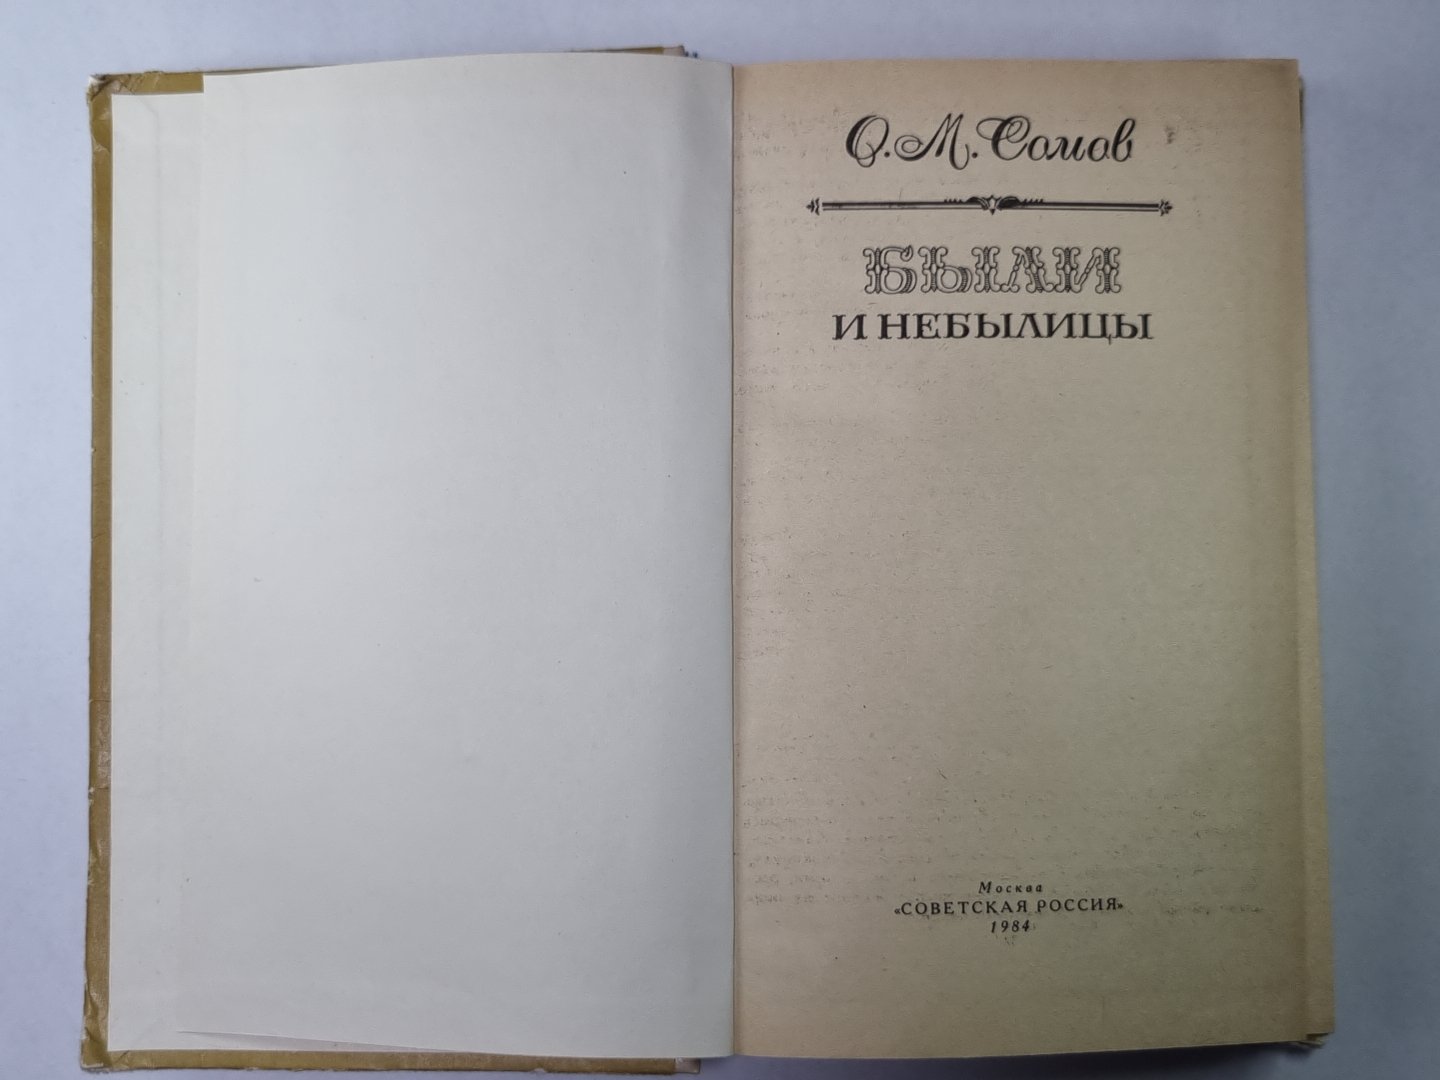 О. М. Сомов
БЫЛИ
И НЕБЫЛИЦЫ
Москва
«СОВЕТСКАЯ РОССИЯ»
1984